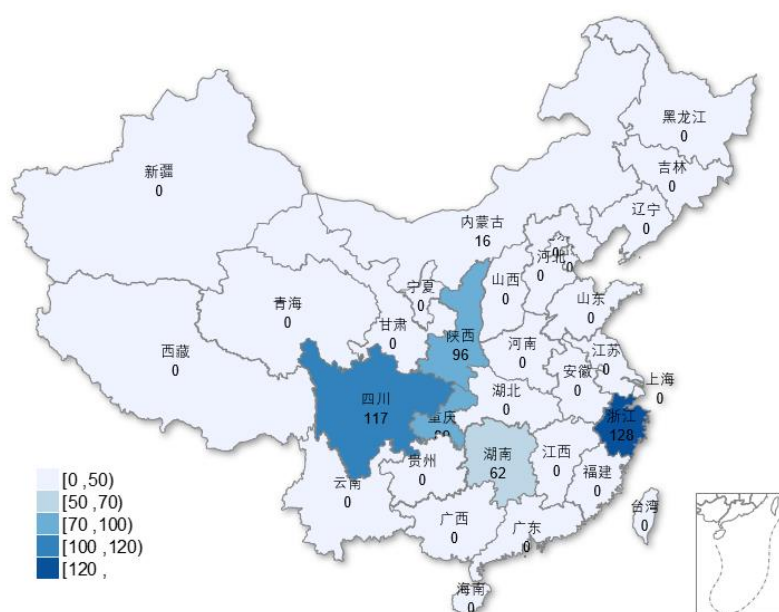 黑龙江
0
吉林
0
新疆
0
辽宁
0
内蒙古
16
河北
0
宁夏
0
山西
0
青海
0
山东
0
甘肃
0
陕西
96
河南
0
江苏
0
西藏
0
安徽
0
上海
0
四川
117
湖北
0
重庆
浙江
128
湖南
62
江西
0
贵州
0
福建
0
云南
0
台湾
0
广西
0
广东
0
海南
0
[0 ,50)
[50 ,70)
[70 ,100)
[100 ,120)
[120 ,